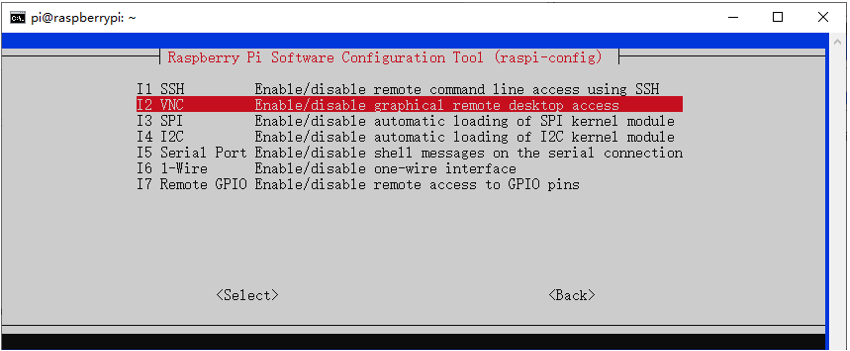 pi@raspberrypi: ~
Raspberry Pi Software Configuration Tool (raspi-config)
I1 SSH Enable/disable remote command line access using SSH
I2 VNC Enable/disable graphical remote desktop access
I3 SPI Enable/disable automatic loading of SPI kernel module
I4 I2C Enable/disable automatic loading of I2C kernel module
I5 Serial Port Enable/disable shell messages on the serial connection
I6 1-Wire Enable/disable one-wire interface
I7 Remote GPIO Enable/disable remote access to GPIO pins
<Select> <Back>